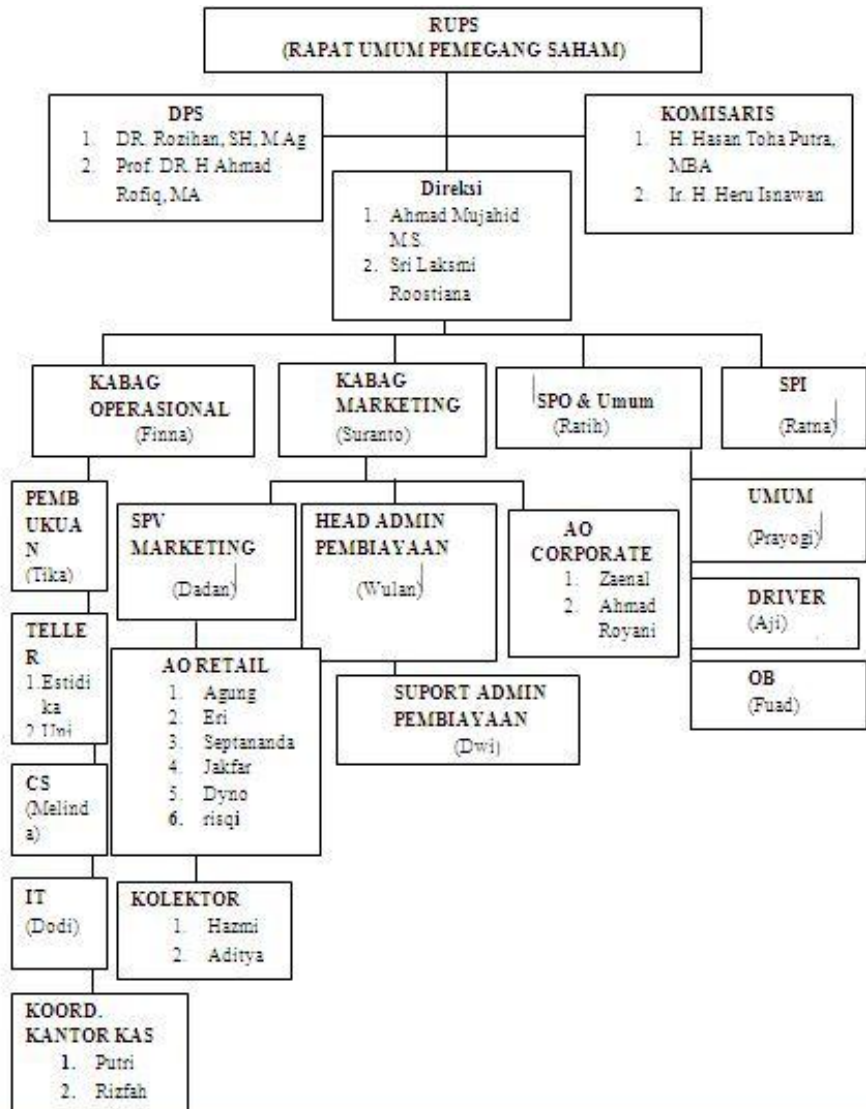 RUPS
(RAPAT UMUM PEMEGANG SAHAM)
DPS
1. DR. Rozihan, SH, M.Ag
2. Prof. DR. H Ahmad
Rofiq, MA
KOMISARIS
1. H. Hasan Toha Putra,
MBA
2. Ir. H. Heru Isnawan
Direksi
1. Ahmad Mujahid
M.S.
2. Sri Laksmi
Roostiana
KABAG
OPERASIONAL
(Finna)
KABAG
MARKETING
(Suranto)
SPO & Umum
(Ratih)
SPI
(Ratna)
PEMB
UKUA
N
(Tika)
TELLE
R
1.Estidi
ka
2.Uni
CS
(Melind
a)
IT
(Dodi)
KOORD.
KANTOR KAS
1. Putri
2. Rizfah
SPV
MARKETING
(Dadan)
HEAD ADMIN
PEMBIAYAAN
(Wulan)
AO
CORPORATE
1. Zaenal
2. Ahmad
Royani
AO RETAIL
1. Agung
2. Eri
3. Septananda
4. Jakfar
5. Dyno
6. risqi
SUPORT ADMIN
PEMBIAYAAN
(Dwi)
KOLEKTOR
1. Hazmi
2. Aditya
UMUM
(Prayogi)
DRIVER
(Aji)
OB
(Fuad)